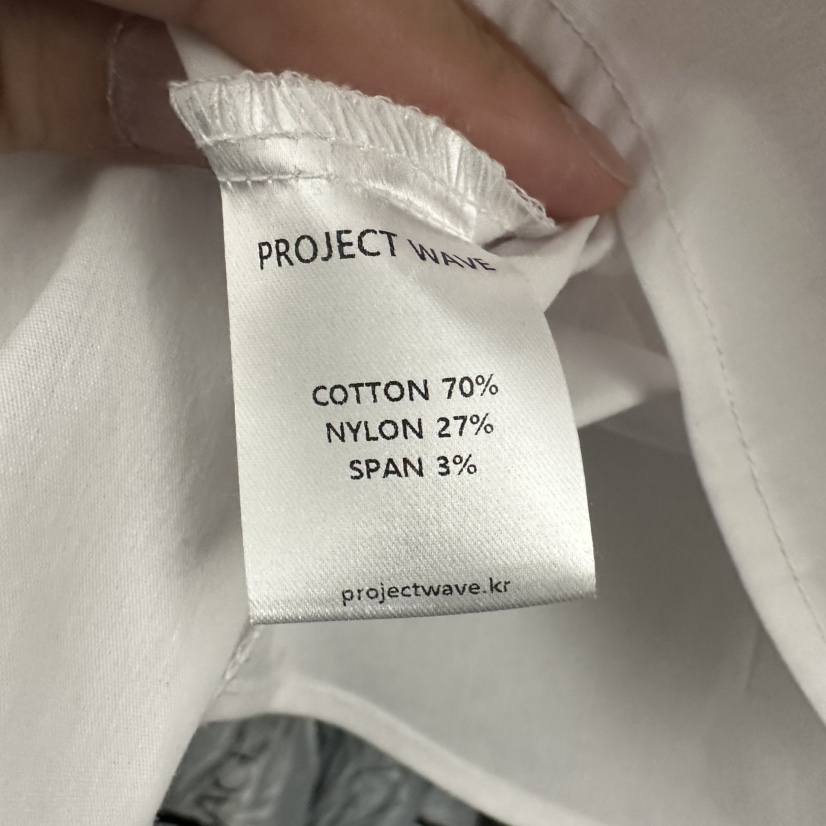 PROJECT WAVE
COTTON 70%
NYLON 27%
SPAN 3%
projectwave.kr